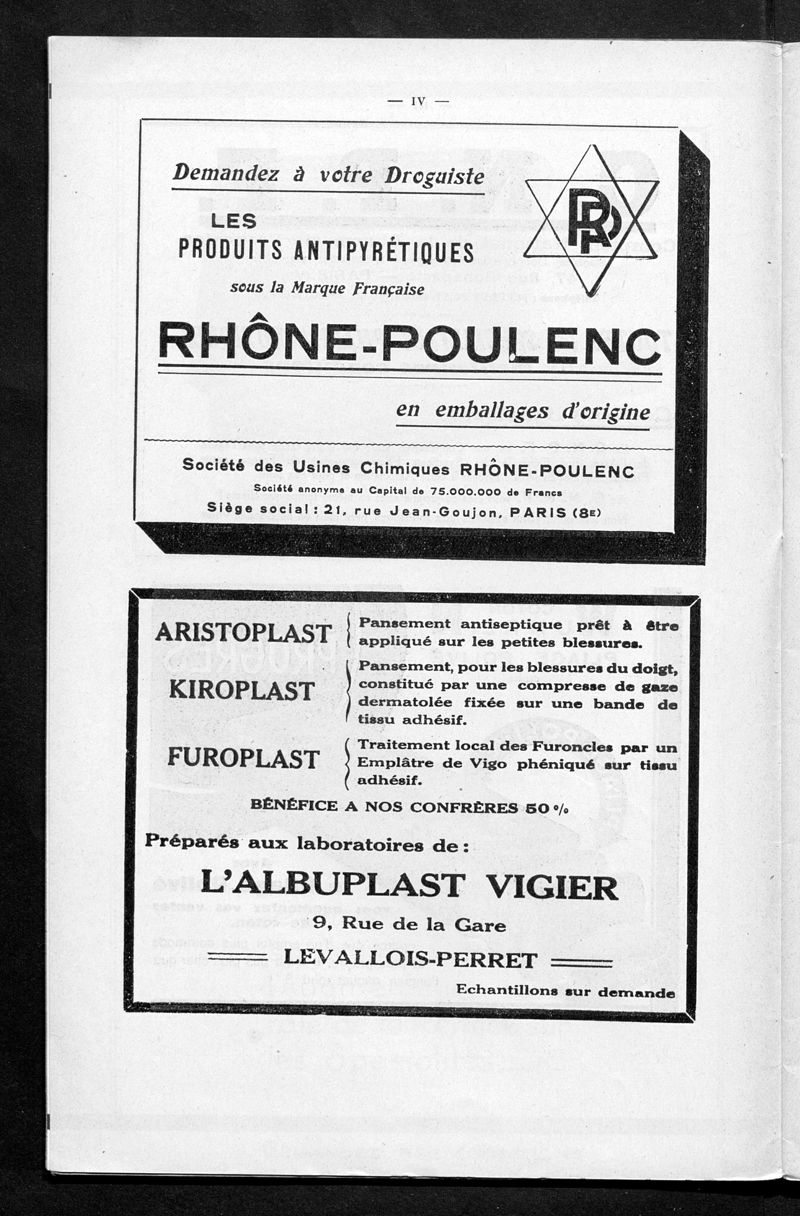 — IV —
Demandez à votre Droguiste
LES
PRODUITS ANTIPYRÉTIQUES
sous la Marque Française
RHÔNE-POULENC
en emballages d'origine
Société des Usines Chimiques RHÔNE-POULENC
Société anonyme au Capital de 75.000.000 de Francs
Siège social : 21, rue Jean-Goujon, PARIS (8E)
ARISTOPLAST
Pansement antiseptique prêt à être
appliqué sur les petites blessures.
KIROPLAST
Pansement, pour les blessures du doigt,
constitué par une compresse de gaze
dermatolée fixée sur une bande de
tissu adhésif.
FUROPLAST
Traitement local des Furoncles par un
Emplâtre de Vigo phéniqué sur tissu
adhésif.
BÉNÉFICE A NOS CONFRÈRES 50 %
Préparés aux laboratoires de :
L'ALBUPLAST VIGIER
9, Rue de la Gare
LEVALLOIS-PERRET
Echantillons sur demande